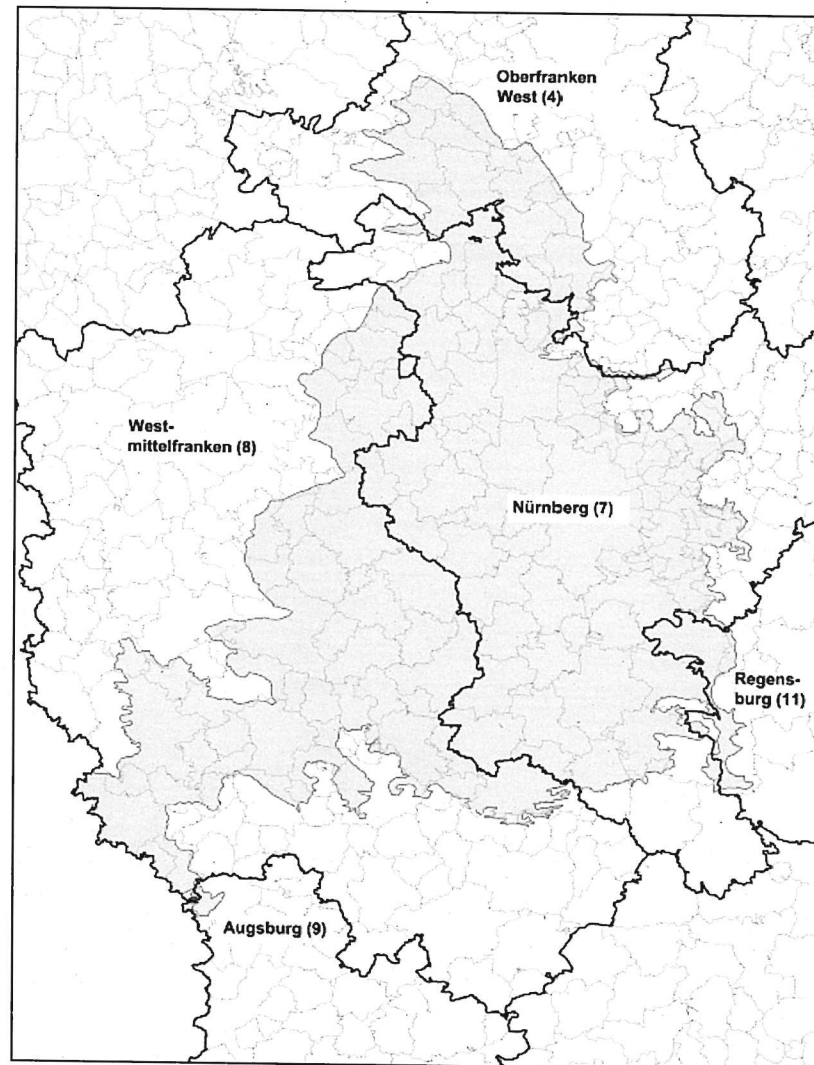 Oberfranken
West (4)
West-
mittelfranken (8)
Nürnberg (7)
Regens-
burg (11)
Augsburg (9)